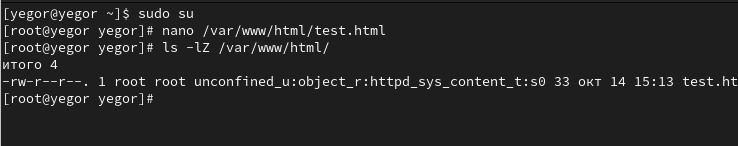 [yegor@yegor ~]$ sudo su
[root@yegor yegor]# nano /var/www/html/test.html
[root@yegor yegor]# ls -lZ /var/www/html/
итого 4
-rw-r--r--. 1 root root unconfined_u:object_r:httpd_sys_content_t:s0 33 окт 14 15:13 test.ht
[root@yegor yegor]#